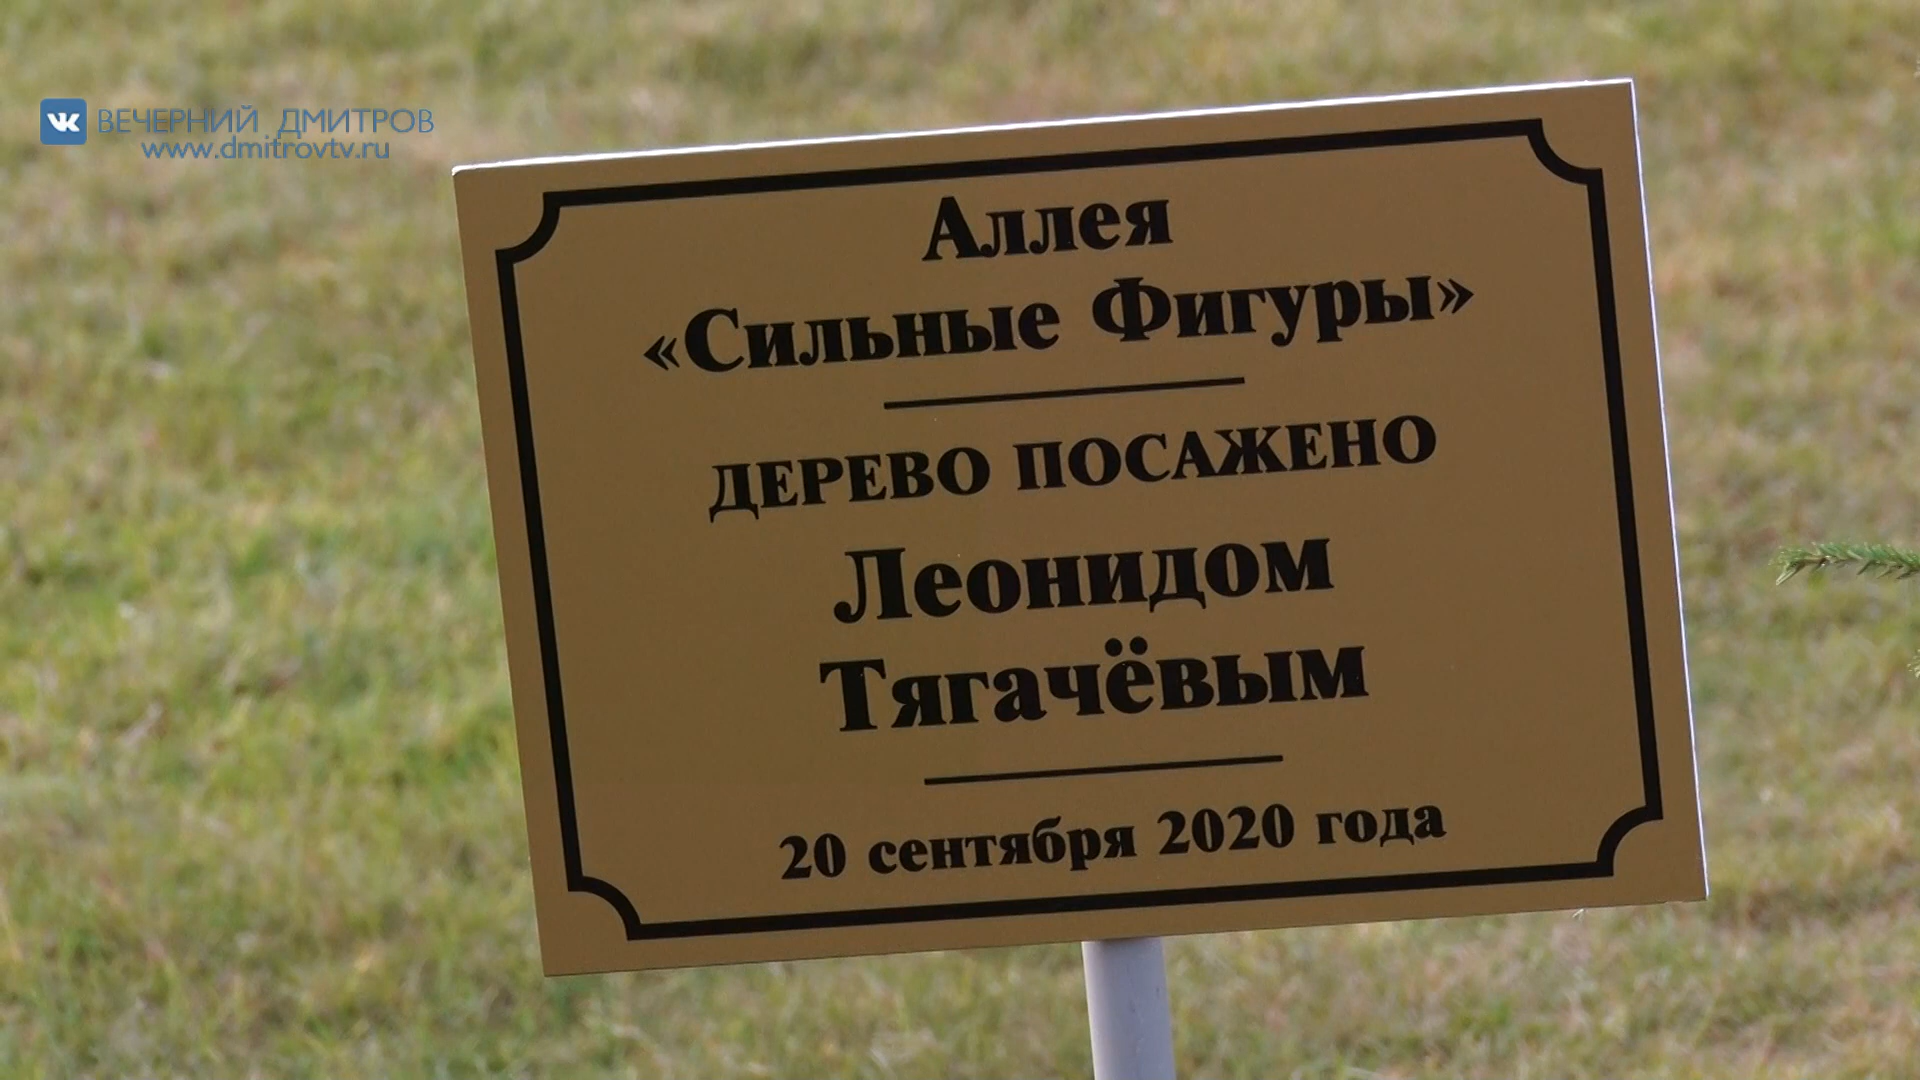 ВЕЧЕРНИЙ ДМИТРОВ
www.dmitrovtv.ru
Аллея
«Сильные Фигуры»
ДЕРЕВО ПОСАЖЕНО
Леонидом
Тягачёвым
20 сентября 2020 года